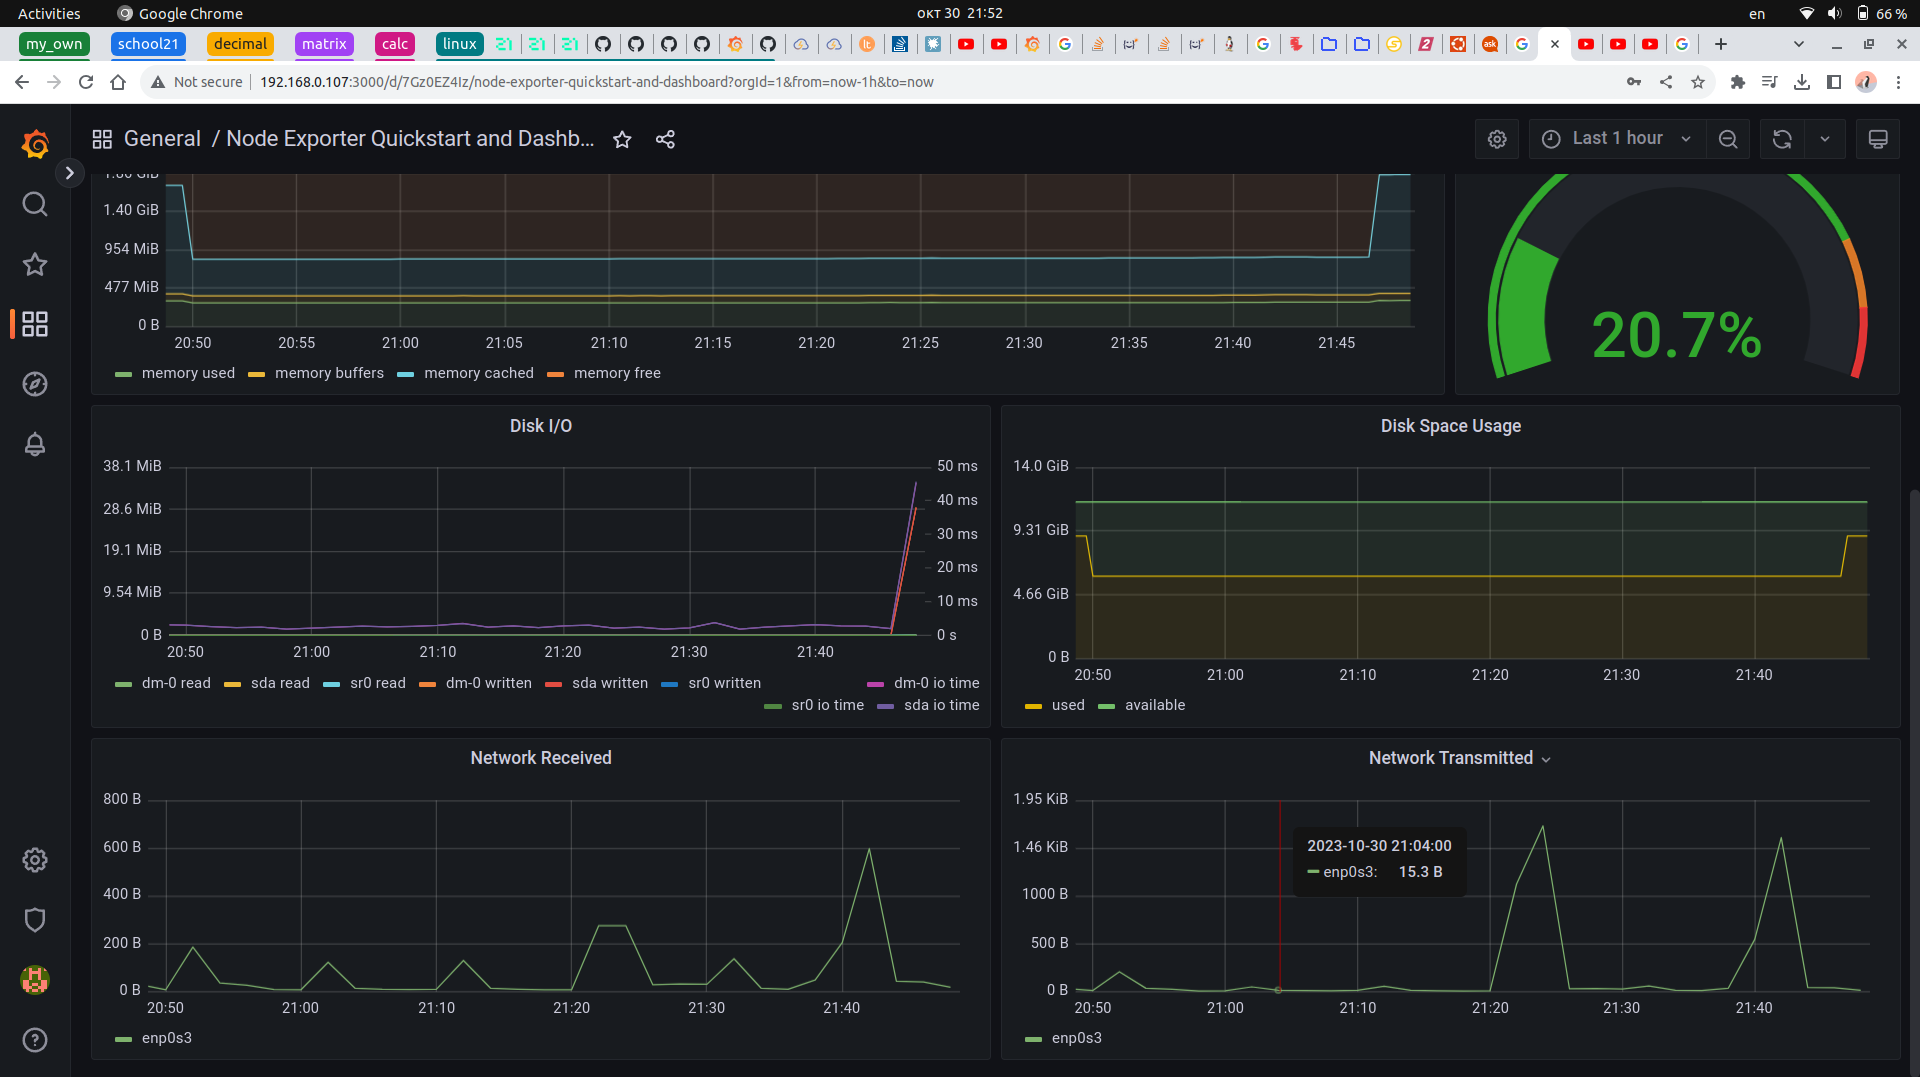 Activities Google Chrome окт 30 21:52 en 66 %
my_own school21 decimal matrix calc linux
Not secure 192.168.0.107:3000/d/7Gz0EZ4Iz/node-exporter-quickstart-and-dashboard?orgId=1&from=now-1h&to=now
General / Node Exporter Quickstart and Dashb... Last 1 hour
1.40 GiB
954 MiB
477 MiB
0 B
20:50 20:55 21:00 21:05 21:10 21:15 21:20 21:25 21:30 21:35 21:40 21:45
memory used memory buffers memory cached memory free
20.7%
Disk I/O
38.1 MiB 50 ms
40 ms
28.6 MiB
30 ms
19.1 MiB
20 ms
9.54 MiB
10 ms
0 B 0 s
20:50 21:00 21:10 21:20 21:30 21:40
dm-0 read sda read sr0 read dm-0 written sda written sr0 written dm-0 io time
sr0 io time sda io time
Disk Space Usage
14.0 GiB
9.31 GiB
4.66 GiB
0 B
20:50 21:00 21:10 21:20 21:30 21:40
used available
Network Received
800 B
600 B
400 B
200 B
0 B
20:50 21:00 21:10 21:20 21:30 21:40
enp0s3
Network Transmitted
1.95 KiB
1.46 KiB
1000 B
500 B
0 B
2023-10-30 21:04:00
enp0s3: 15.3 B
20:50 21:00 21:10 21:20 21:30 21:40
enp0s3